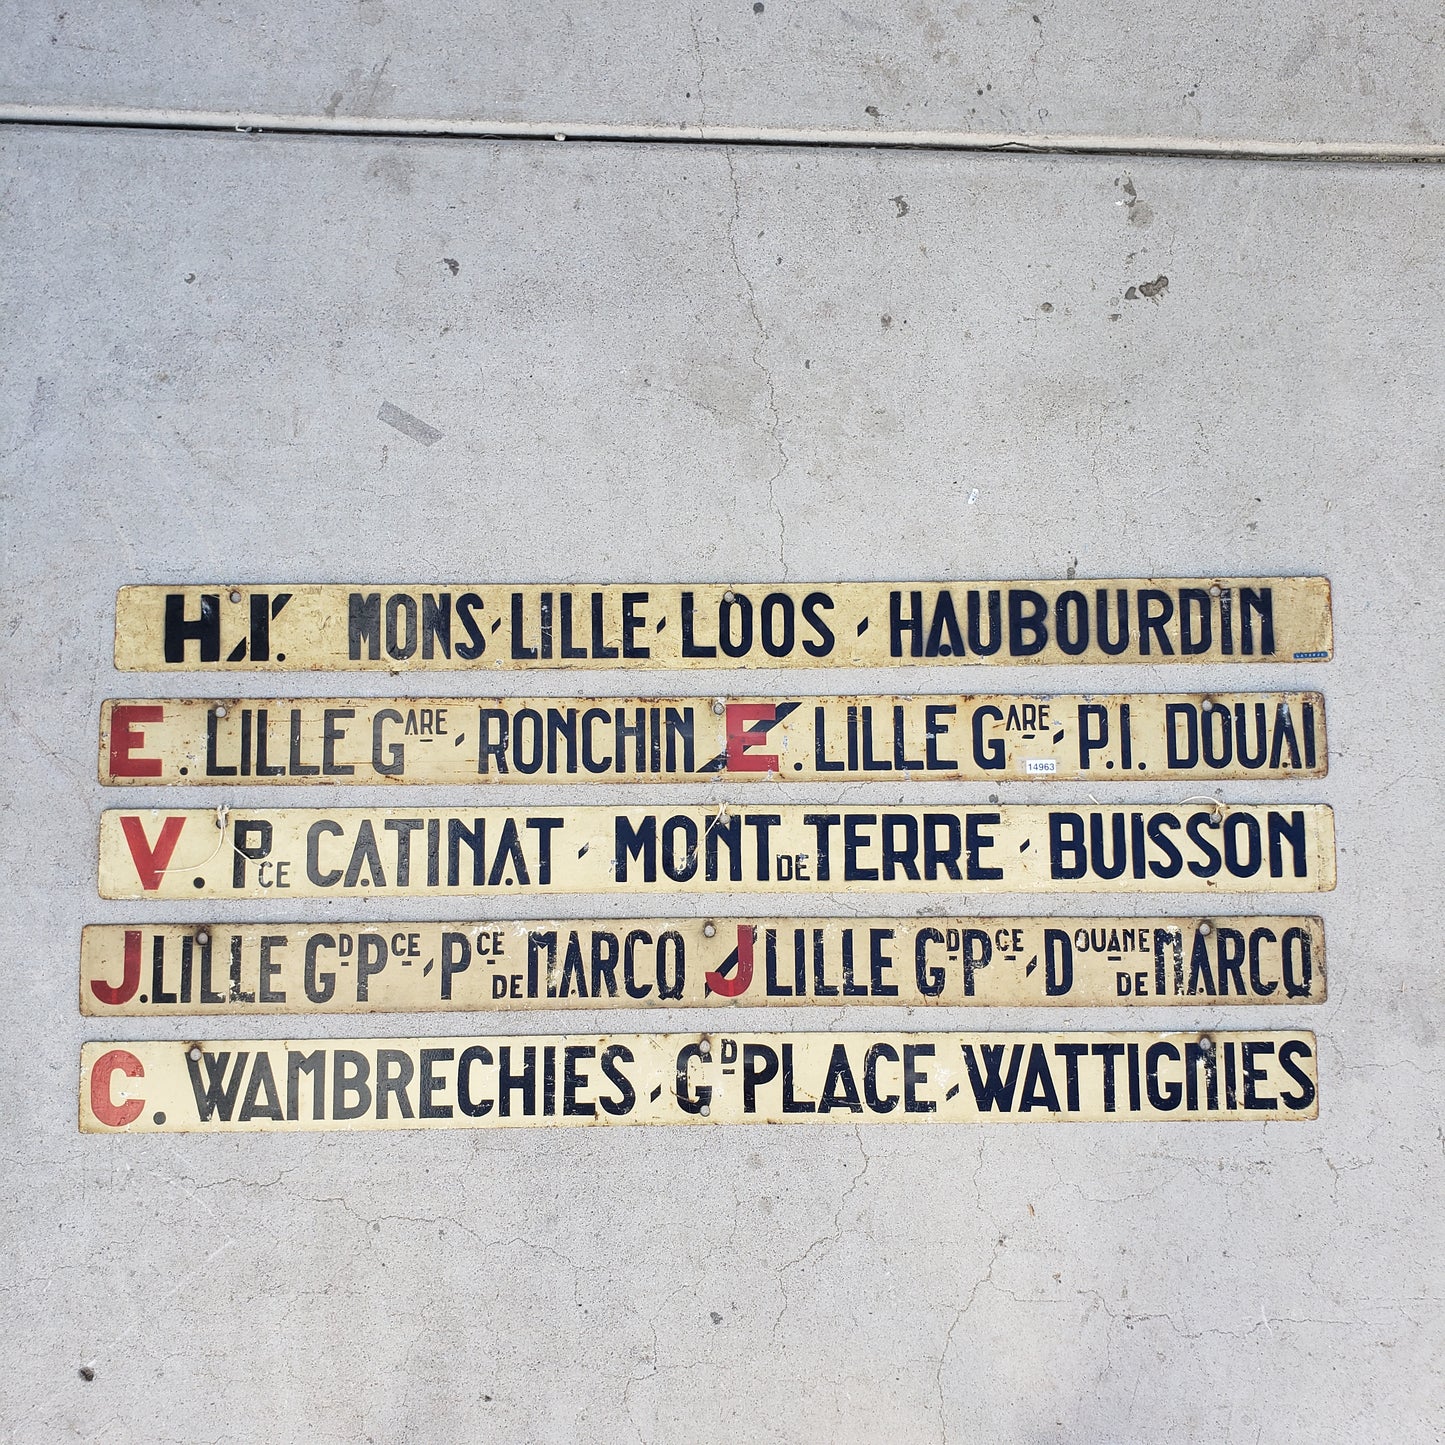 H/I. MONS-LILLE-LOOS-HAUBOURDIN
E.LILLE GARE-RONCHIN/E.LILLE GARE-P.I. DOUAI
14963
V. PCE CATINAT-MONT DE TERRE-BUISSON
J.LILLE GD PCE-PCE DE MARCQ/J LILLE GD PCE-DOUANE DE MARCQ
C. WAMBRECHIES-GD PLACE-WATTIGNIES